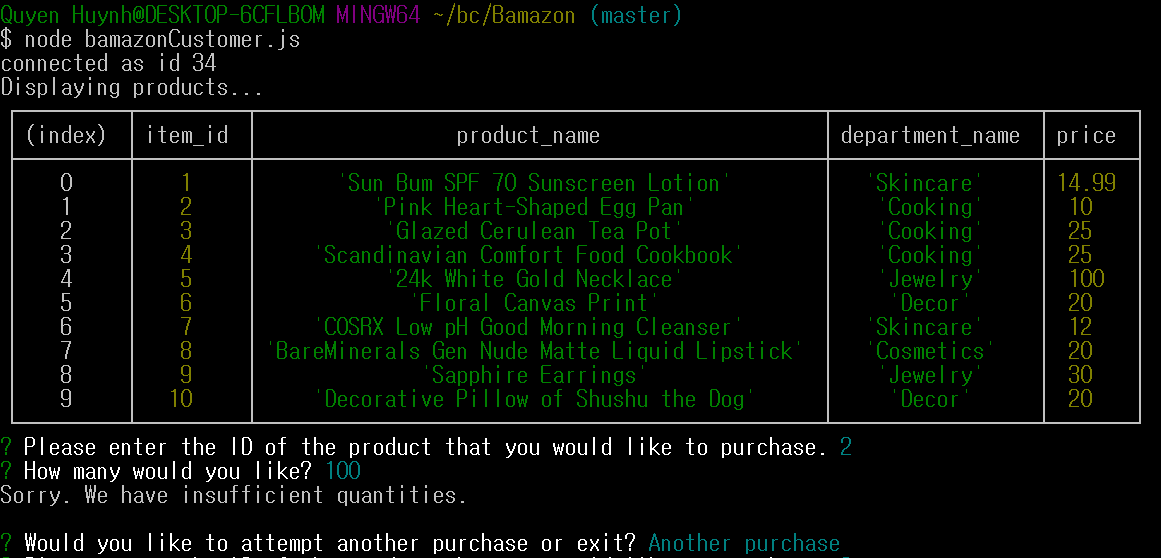 Quyen Huynh@DESKTOP-6CFLBOM MINGW64 ~/bc/Bamazon (master)
$ node bamazonCustomer.js
connected as id 34
Displaying products...
(index) item_id product_name department_name price
0 1 'Sun Bum SPF 70 Sunscreen Lotion' 'Skincare' 14.99
1 2 'Pink Heart-Shaped Egg Pan' 'Cooking' 10
2 3 'Glazed Cerulean Tea Pot' 'Cooking' 25
3 4 'Scandinavian Comfort Food Cookbook' 'Cooking' 25
4 5 '24k White Gold Necklace' 'Jewelry' 100
5 6 'Floral Canvas Print' 'Decor' 20
6 7 'COSRX Low pH Good Morning Cleanser' 'Skincare' 12
7 8 'BareMinerals Gen Nude Matte Liquid Lipstick' 'Cosmetics' 20
8 9 'Sapphire Earrings' 'Jewelry' 30
9 10 'Decorative Pillow of Shushu the Dog' 'Decor' 20
? Please enter the ID of the product that you would like to purchase. 2
? How many would you like? 100
Sorry. We have insufficient quantities.
? Would you like to attempt another purchase or exit? Another purchase